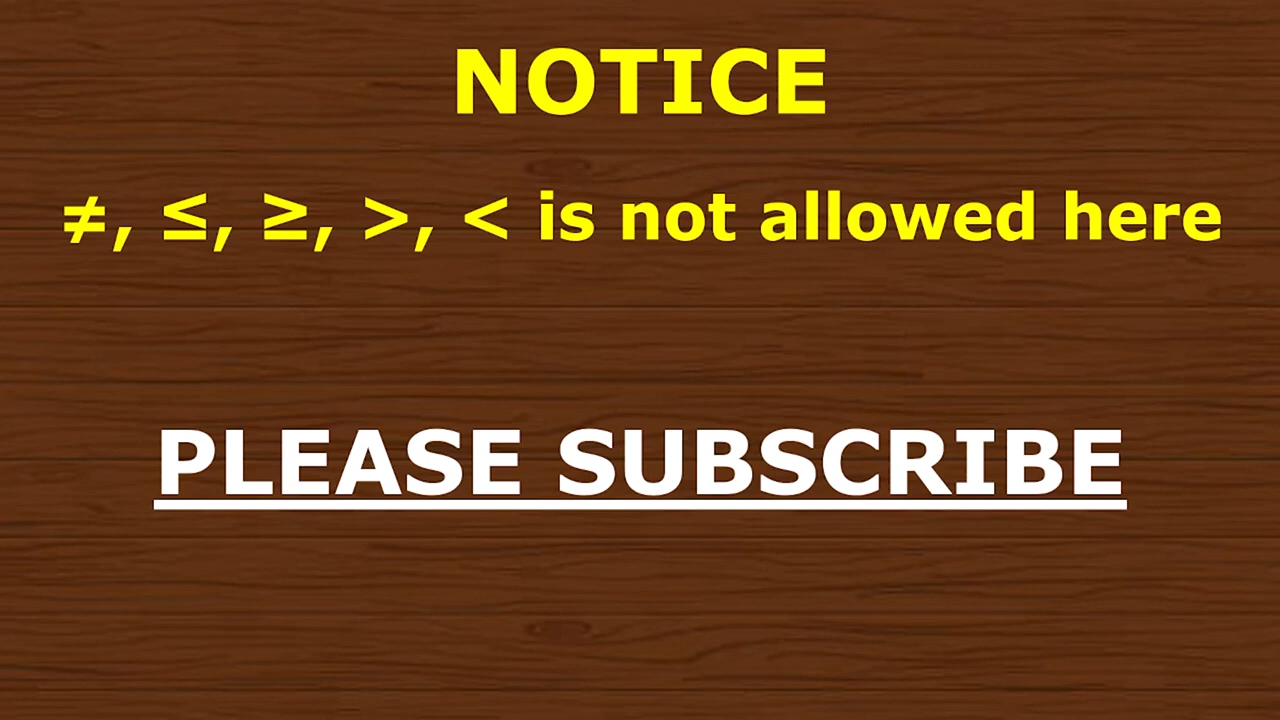 NOTICE
≠, ≤, ≥, >, < is not allowed here
PLEASE SUBSCRIBE